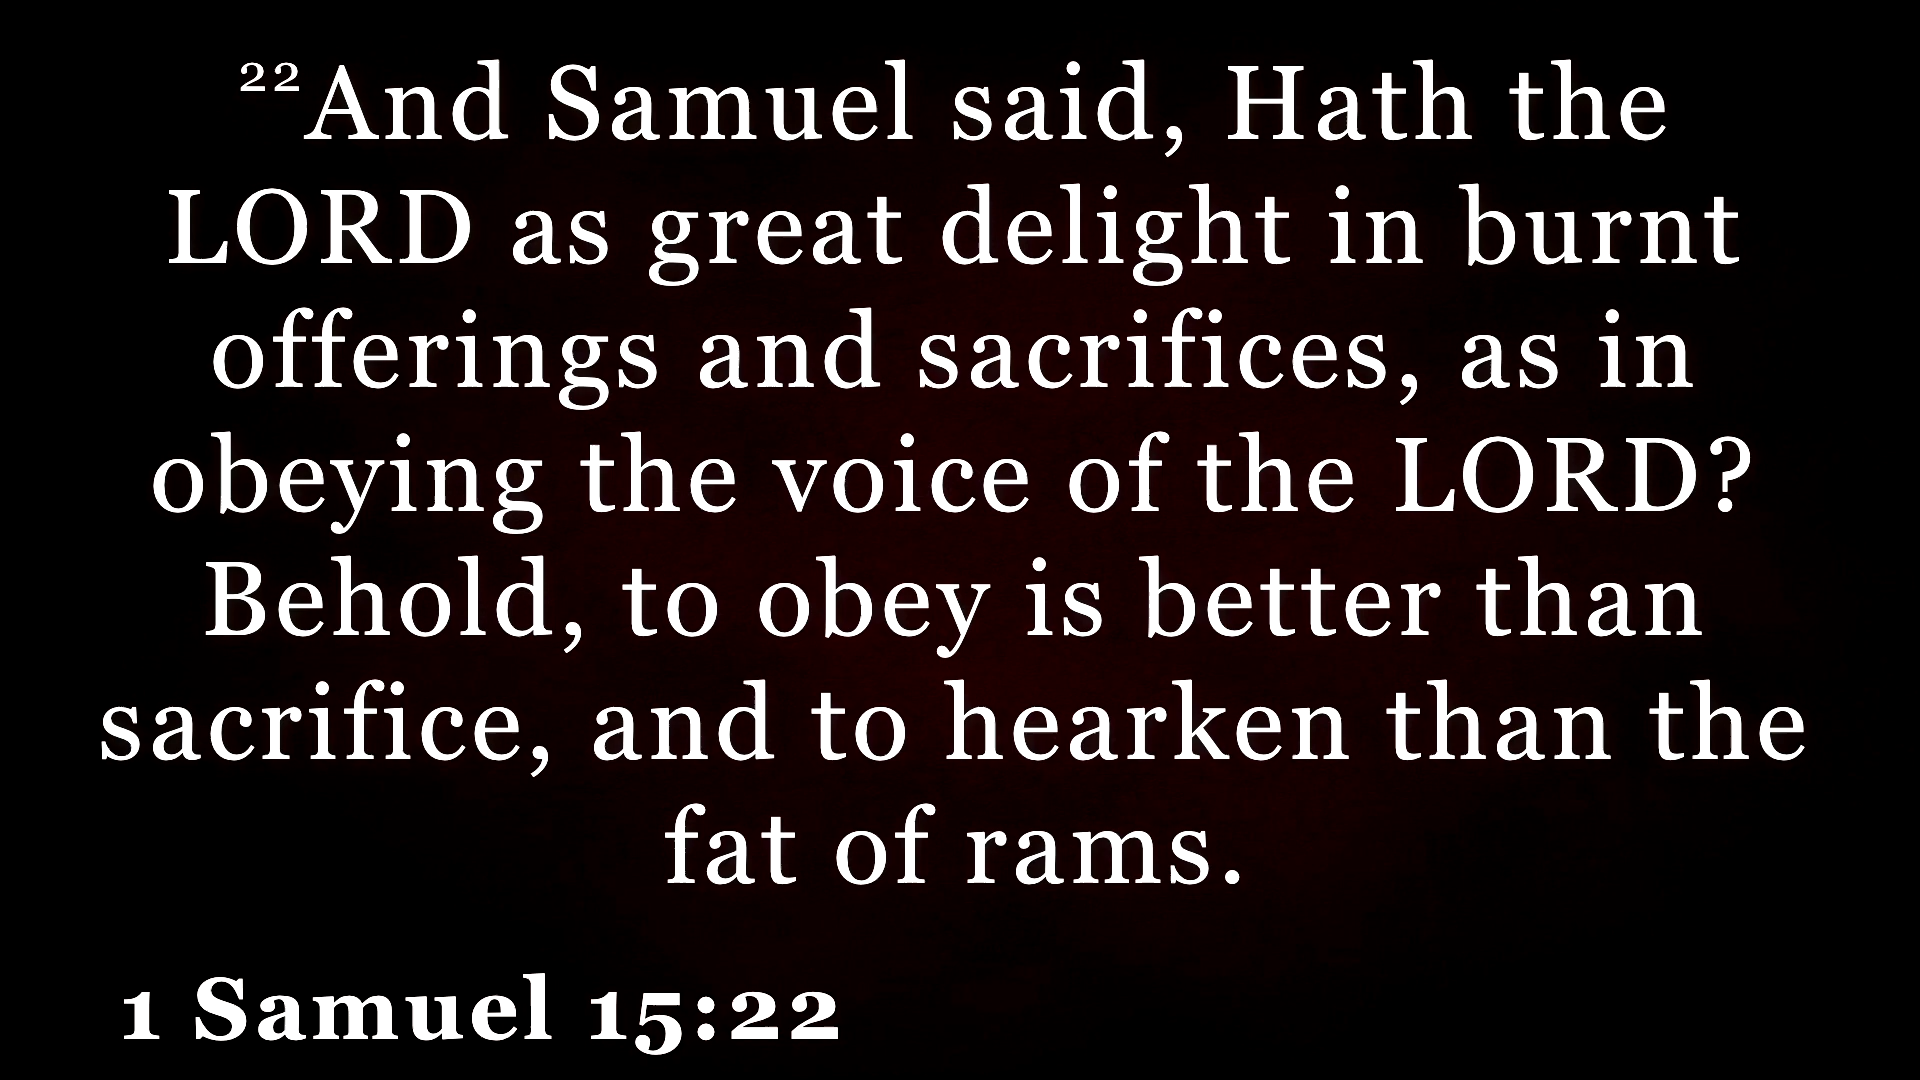 22And Samuel said, Hath the
LORD as great delight in burnt
offerings and sacrifices, as in
obeying the voice of the LORD?
Behold, to obey is better than
sacrifice, and to hearken than the
fat of rams.
1 Samuel 15:22